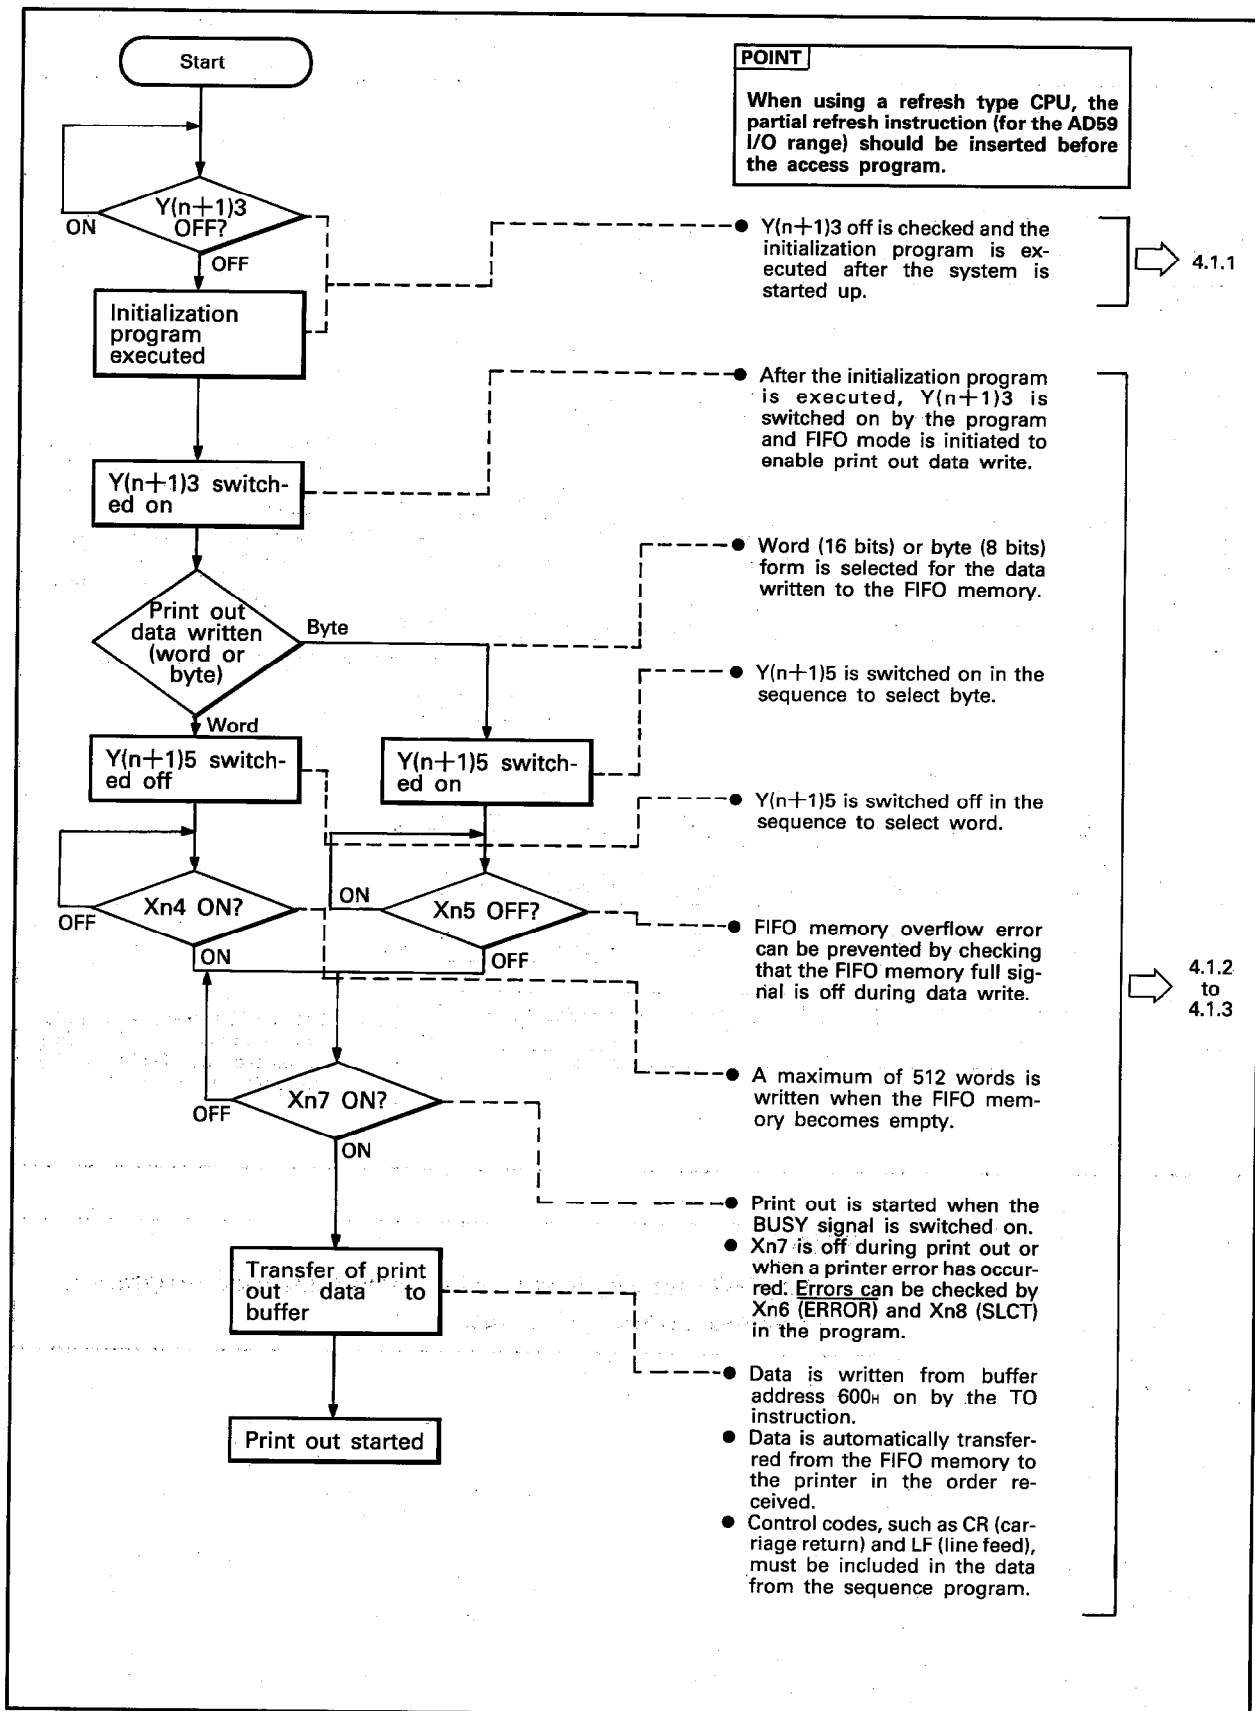 Start
POINT
When using a refresh type CPU, the
partial refresh instruction (for the AD59
I/O range) should be inserted before
the access program.
Y(n+1)3
OFF?
ON
OFF
● Y(n+1)3 off is checked and the
initialization program is ex-
ecuted after the system is
started up.
4.1.1
Initialization
program
executed
● After the initialization program
is executed, Y(n+1)3 is
switched on by the program
and FIFO mode is initiated to
enable print out data write.
Y(n+1)3 switch-
ed on
● Word (16 bits) or byte (8 bits)
form is selected for the data
written to the FIFO memory.
Print out
data written
(word or
byte)
Byte
Word
● Y(n+1)5 is switched on in the
sequence to select byte.
Y(n+1)5 switch-
ed off
Y(n+1)5 switch-
ed on
● Y(n+1)5 is switched off in the
sequence to select word.
Xn4 ON?
OFF
ON
Xn5 OFF?
ON
OFF
● FIFO memory overflow error
can be prevented by checking
that the FIFO memory full sig-
nal is off during data write.
4.1.2
to
4.1.3
● A maximum of 512 words is
written when the FIFO mem-
ory becomes empty.
Xn7 ON?
OFF
ON
● Print out is started when the
BUSY signal is switched on.
● Xn7 is off during print out or
when a printer error has occur-
red. Errors can be checked by
Xn6 (ERROR) and Xn8 (SLCT)
in the program.
Transfer of print
out data to
buffer
● Data is written from buffer
address 600H on by the TO
instruction.
● Data is automatically transfer-
red from the FIFO memory to
the printer in the order re-
ceived.
● Control codes, such as CR (car-
riage return) and LF (line feed),
must be included in the data
from the sequence program.
Print out started